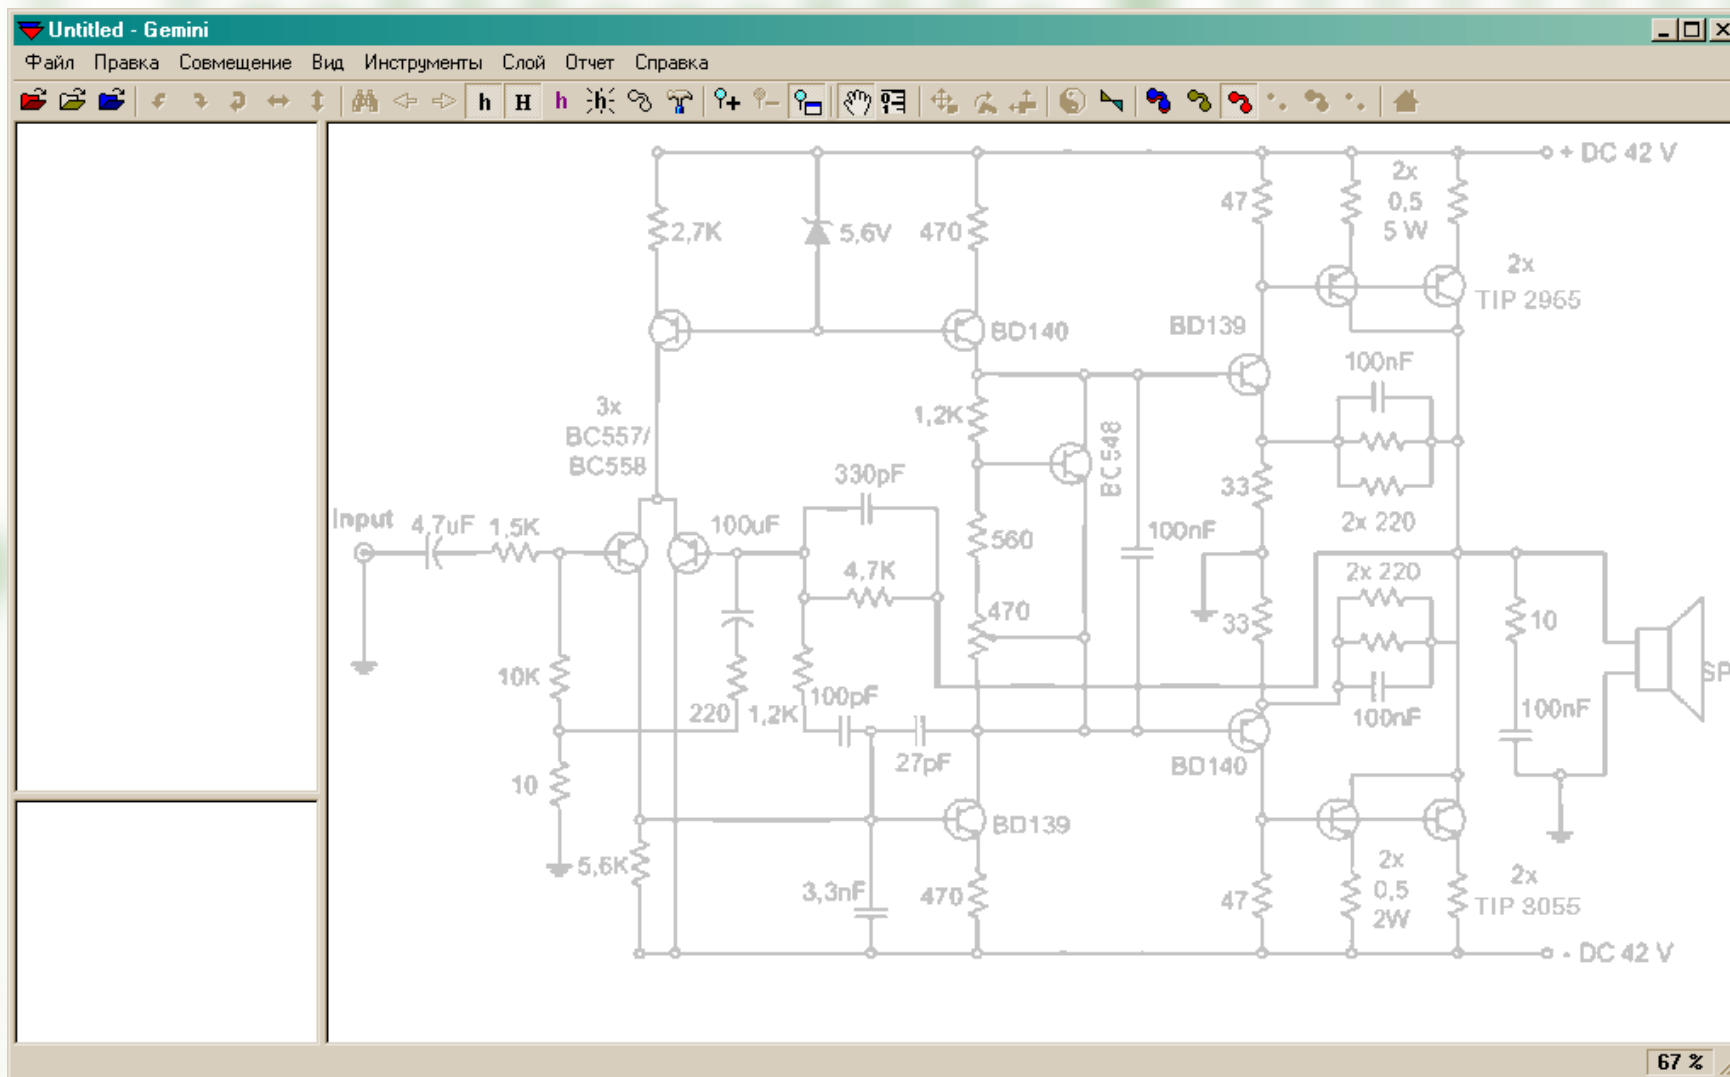 Untitled - Gemini
Файл Правка Совмещение Вид Инструменты Слой Отчет Справка
h H h h
+ DC 42 V
2,7K
5,6V
470
47
2x
0,5
5 W
2x
TIP 2955
BD140
BD139
3x
BC557/
BC558
1,2K
BC548
100nF
330pF
33
2x 220
Input
4,7uF
1,5K
100uF
560
100nF
4,7K
2x 220
470
33
10
10K
220
1,2K
100pF
100nF
100nF
SP
27pF
BD140
10
BD139
5,6K
3,3nF
470
47
2x
0,5
2W
2x
TIP 3055
- DC 42 V
67 %